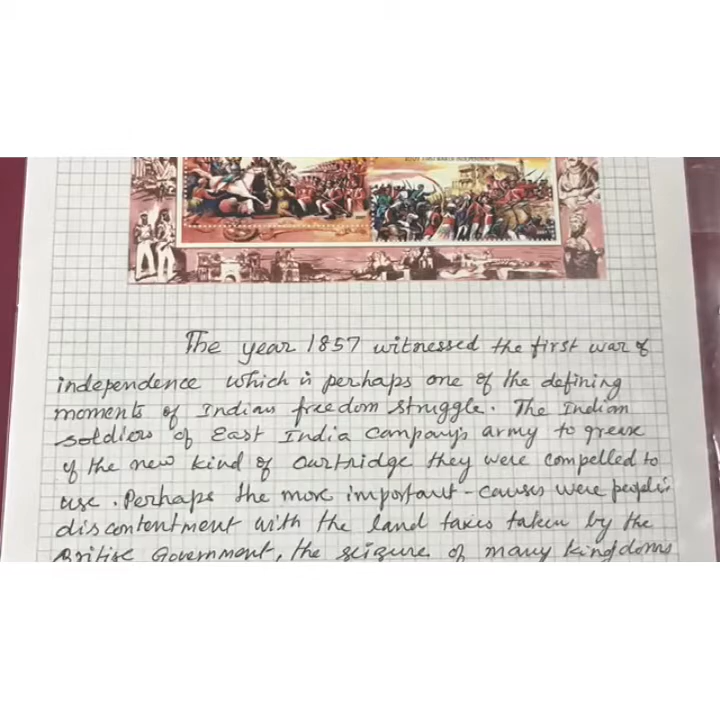 The year 1857 witnessed the first war of
independence which is perhaps one of the defining
moments of Indian freedom struggle. The Indian
soldiers of East India Company's army to grease
of the new kind of Curtridge they were compelled to
use. Perhaps the more important - causes were people's
discontentment with the land taxes taken by the
British Government, the seizure of many kingdoms